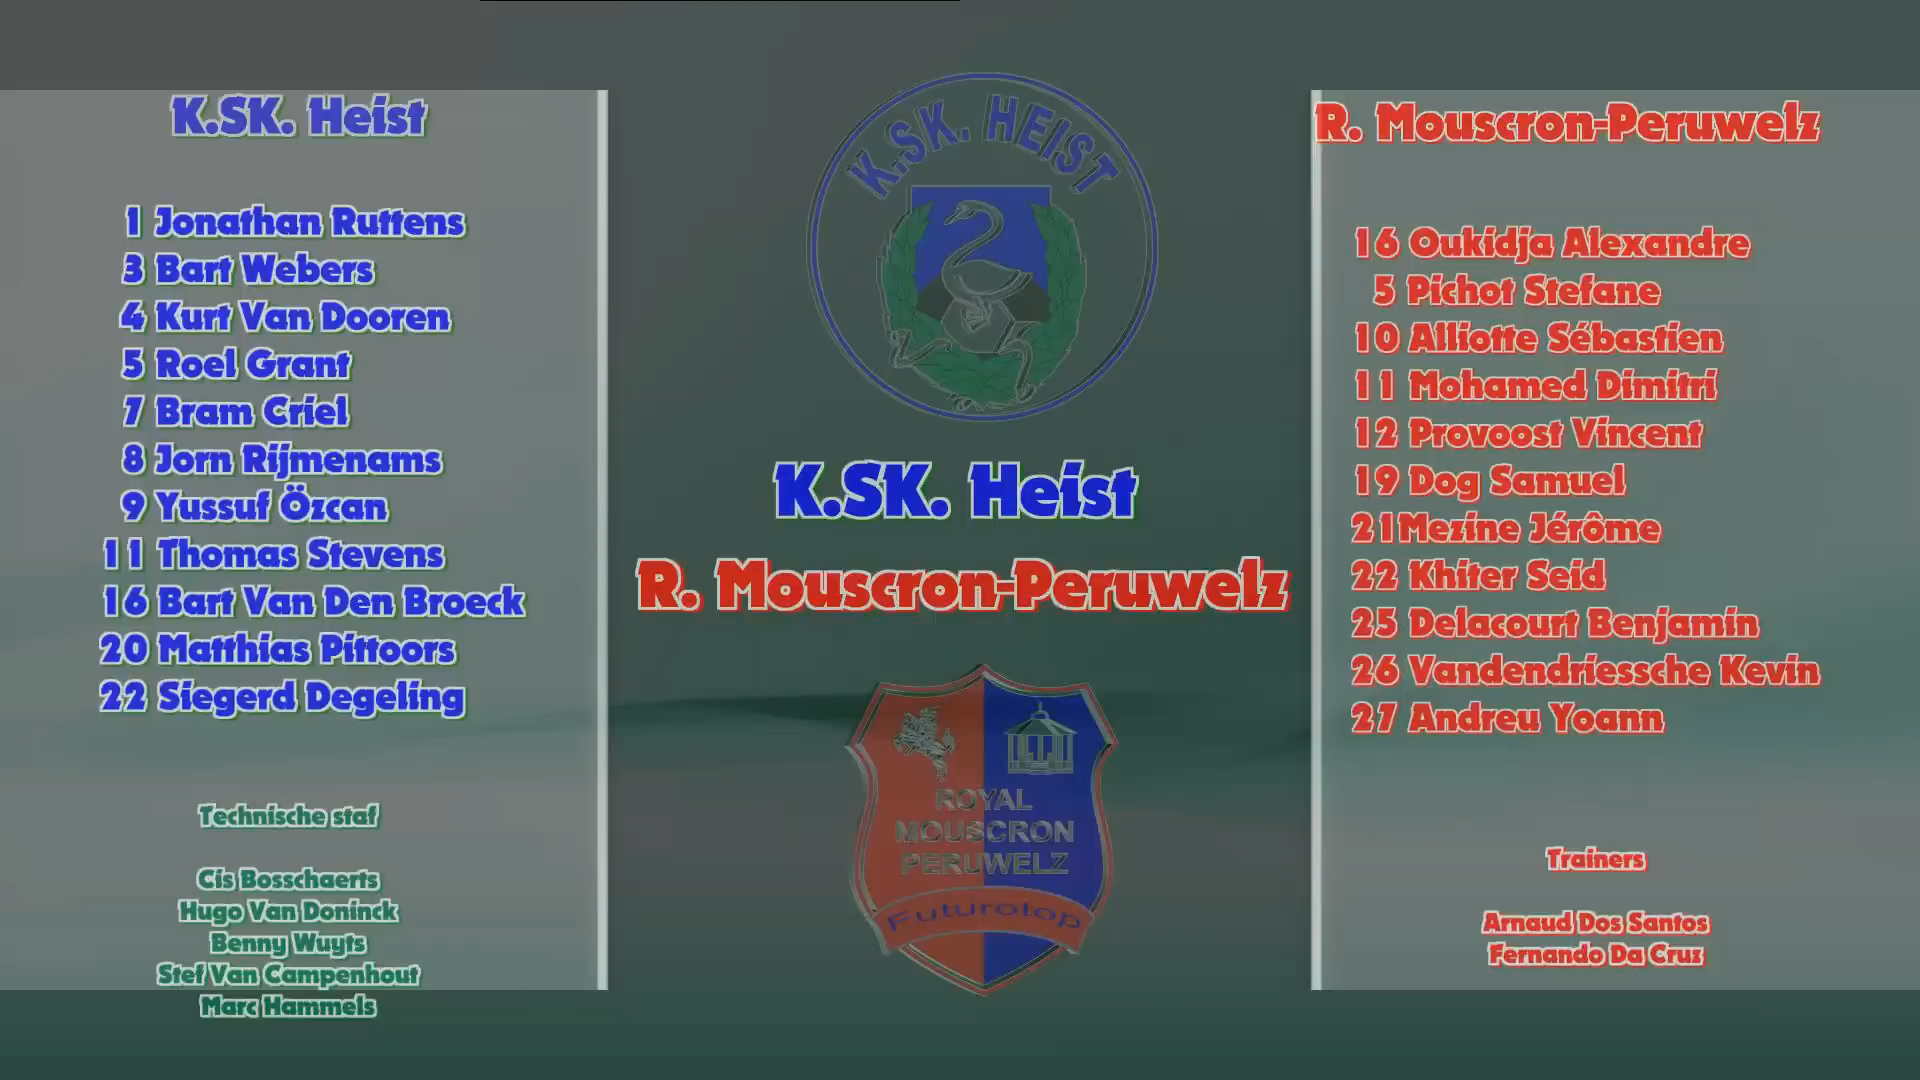 K.SK. Heist
1 Jonathan Ruttens
3 Bart Webers
4 Kurt Van Dooren
5 Roel Grant
7 Bram Criel
8 Jorn Rijmenams
9 Yussuf Özcan
11 Thomas Stevens
16 Bart Van Den Broeck
20 Matthias Pittoors
22 Siegerd Degeling
Technische staf
Cis Bosschaerts
Hugo Van Doninck
Benny Wuyts
Stef Van Campenhout
Marc Hammels
K.SK. HEIST
K.SK. Heist
R. Mouscron-Peruwelz
ROYAL
MOUSCRON
PERUWELZ
Futurotop
R. Mouscron-Peruwelz
16 Oukidja Alexandre
5 Pichot Stefane
10 Alliotte Sébastien
11 Mohamed Dimitri
12 Provoost Vincent
19 Dog Samuel
21 Mezine Jérôme
22 Khiter Seid
25 Delacourt Benjamin
26 Vandendriessche Kevin
27 Andreu Yoann
Trainers
Arnaud Dos Santos
Fernando Da Cruz